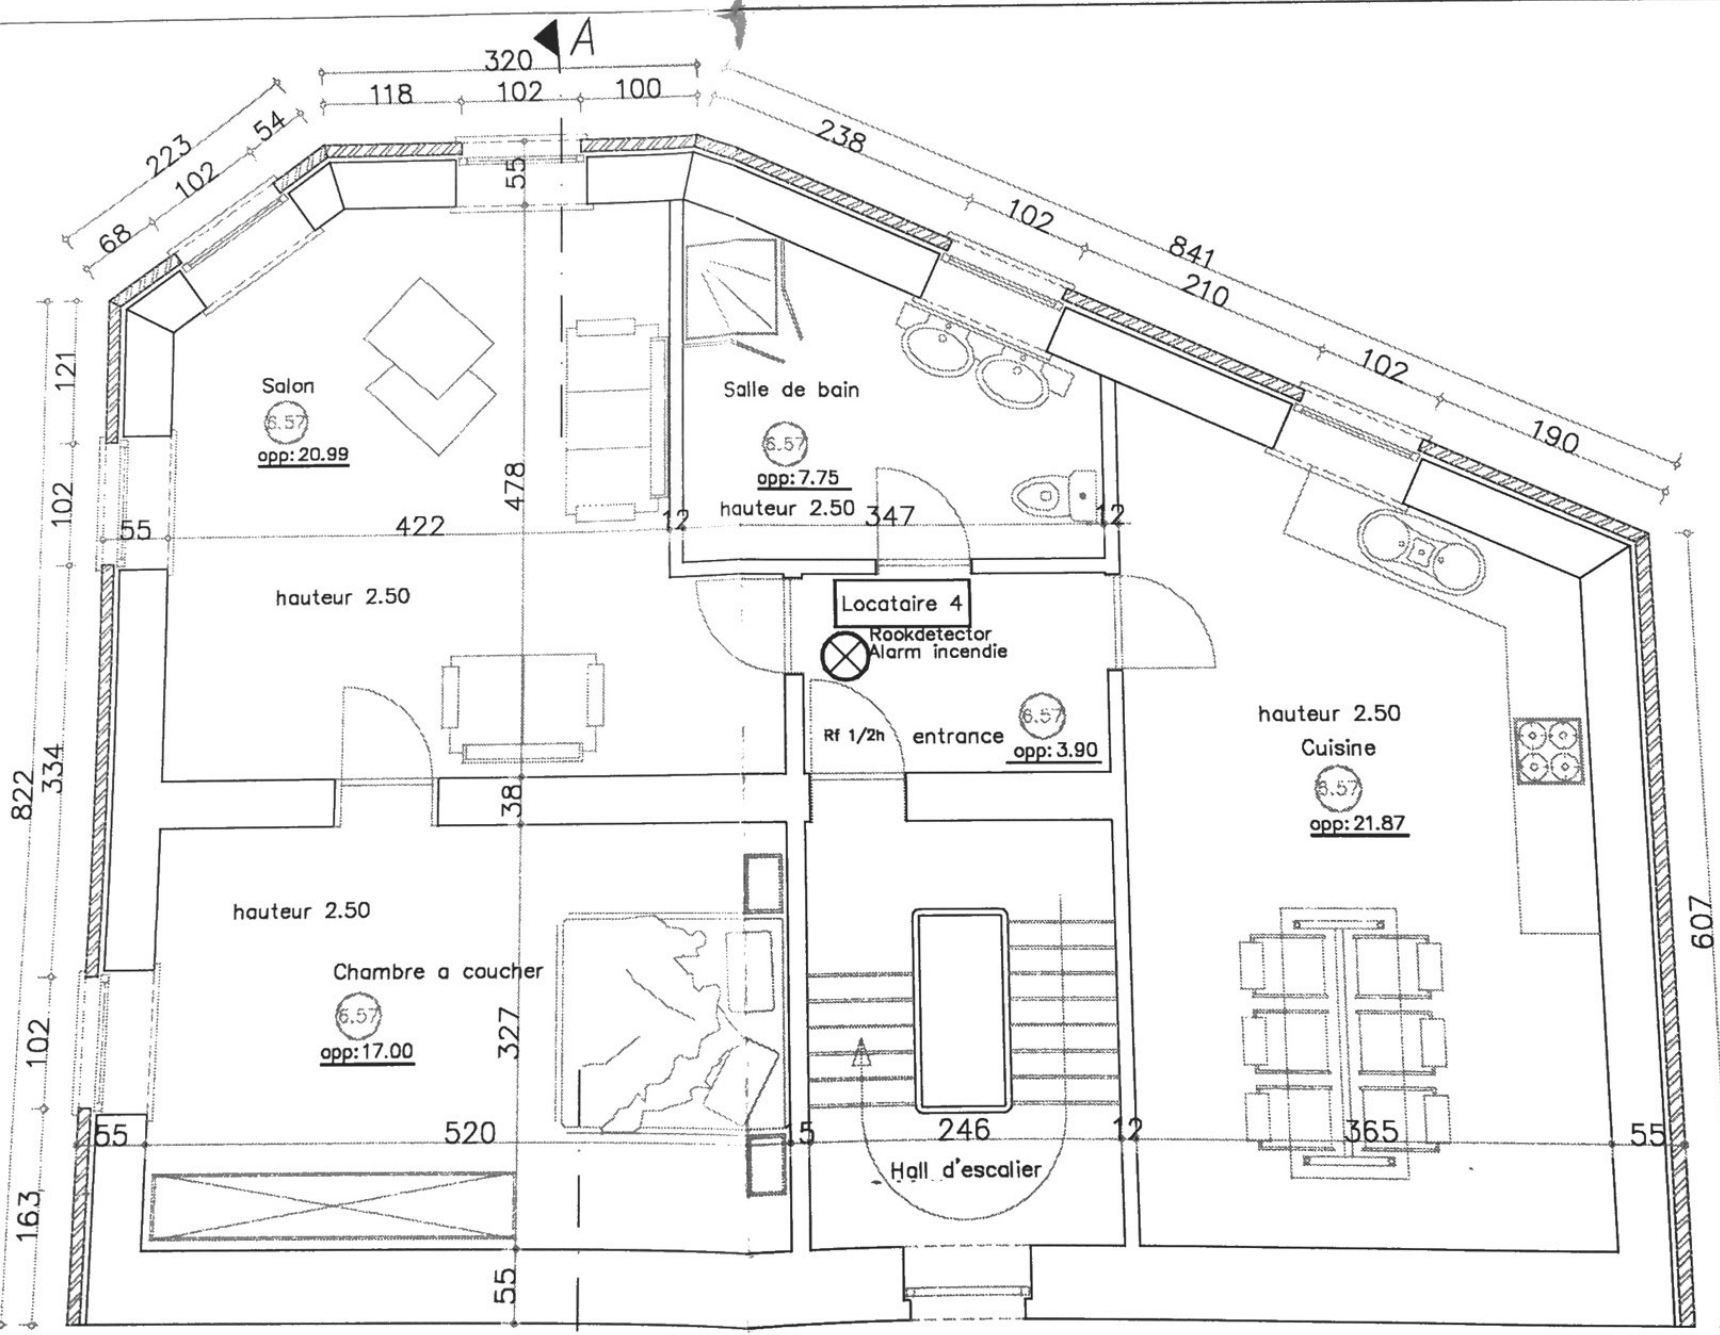 A
320
118
102
100
223
54
102
68
238
102
841
210
102
190
55
121
Salon
6.57
opp: 20.99
Salle de bain
6.57
opp: 7.75
hauteur 2.50
478
102
55
422
12
347
12
hauteur 2.50
Locataire 4
Rookdetector
Alarm incendie
6.57
Rf 1/2h
entrance
opp: 3.90
hauteur 2.50
Cuisine
6.57
opp: 21.87
822
334
38
607
hauteur 2.50
Chambre a coucher
6.57
opp: 17.00
102
327
55
520
15
246
12
365
55
Hall d'escalier
163
55